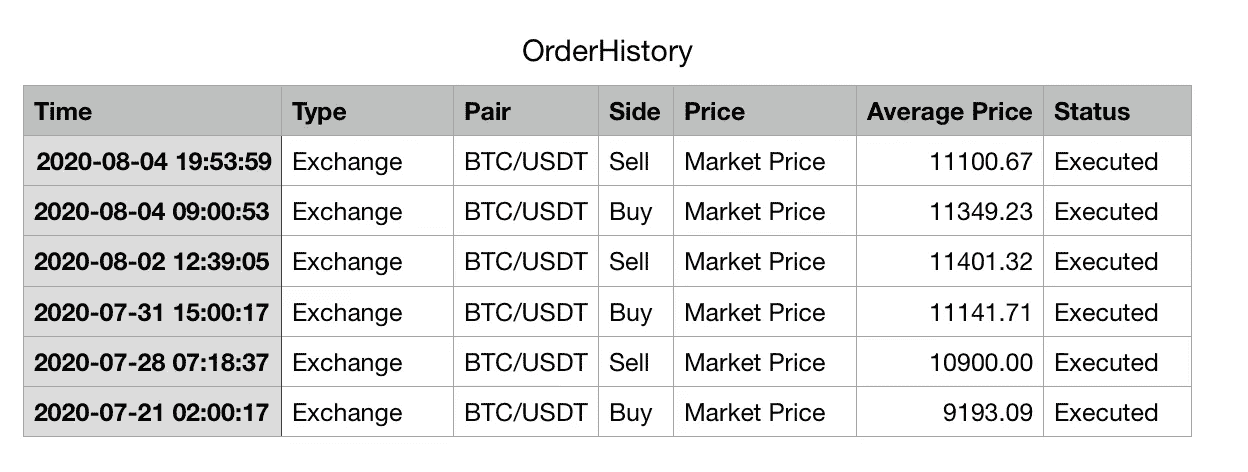 OrderHistory
Time Type Pair Side Price Average Price Status
2020-08-04 19:53:59 Exchange BTC/USDT Sell Market Price 11100.67 Executed
2020-08-04 09:00:53 Exchange BTC/USDT Buy Market Price 11349.23 Executed
2020-08-02 12:39:05 Exchange BTC/USDT Sell Market Price 11401.32 Executed
2020-07-31 15:00:17 Exchange BTC/USDT Buy Market Price 11141.71 Executed
2020-07-28 07:18:37 Exchange BTC/USDT Sell Market Price 10900.00 Executed
2020-07-21 02:00:17 Exchange BTC/USDT Buy Market Price 9193.09 Executed